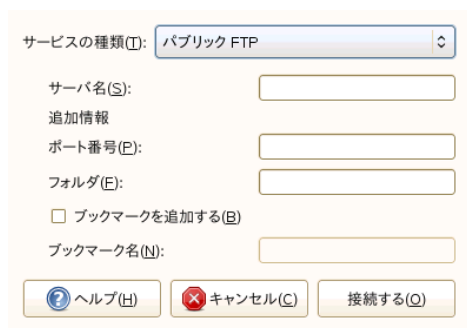 サービスの種類(T): パブリック FTP
サーバ名(S):
追加情報
ポート番号(P):
フォルダ(F):
ブックマークを追加する(B)
ブックマーク名(N):
ヘルプ(H) キャンセル(C) 接続する(O)